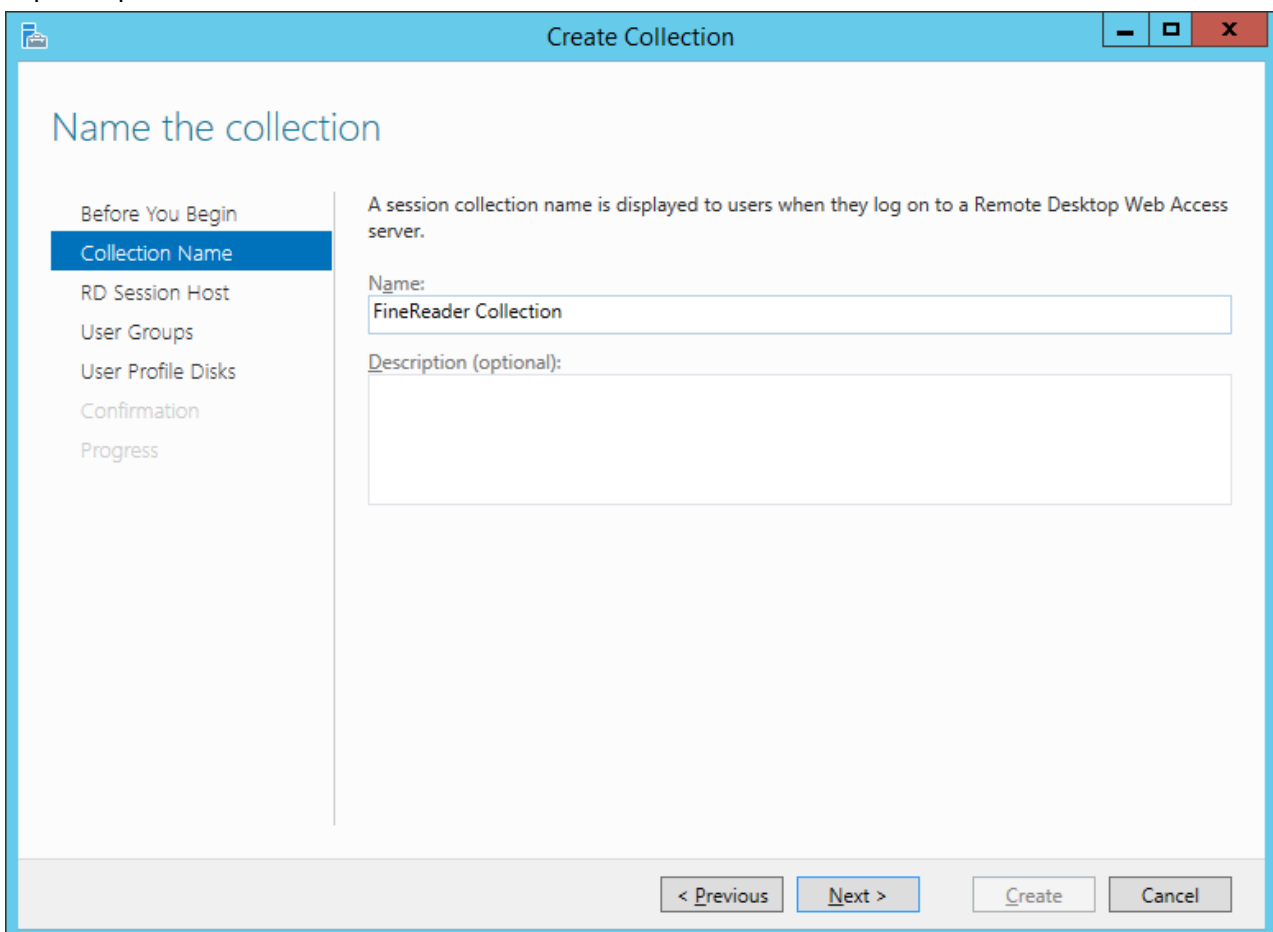 Create Collection
Name the collection
Before You Begin
Collection Name
RD Session Host
User Groups
User Profile Disks
Confirmation
Progress
A session collection name is displayed to users when they log on to a Remote Desktop Web Access
server.
Name:
FineReader Collection
Description (optional):
< Previous
Next >
Create
Cancel